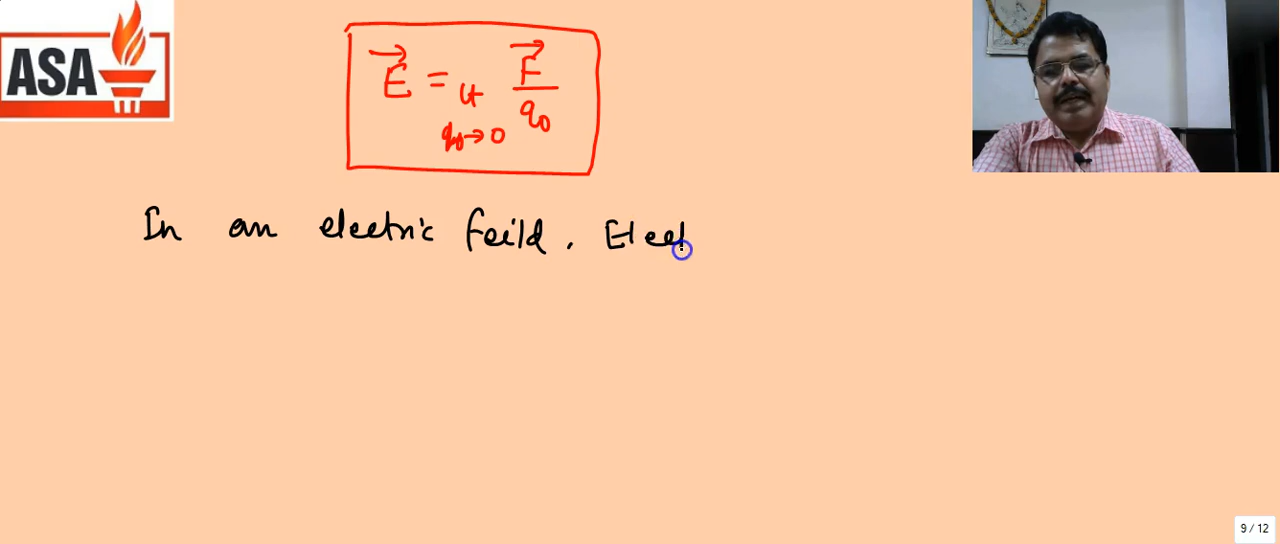 ASA
E⃗ = Lt F⃗/q₀
q₀→0
In an electric feild. Elect
9 / 12